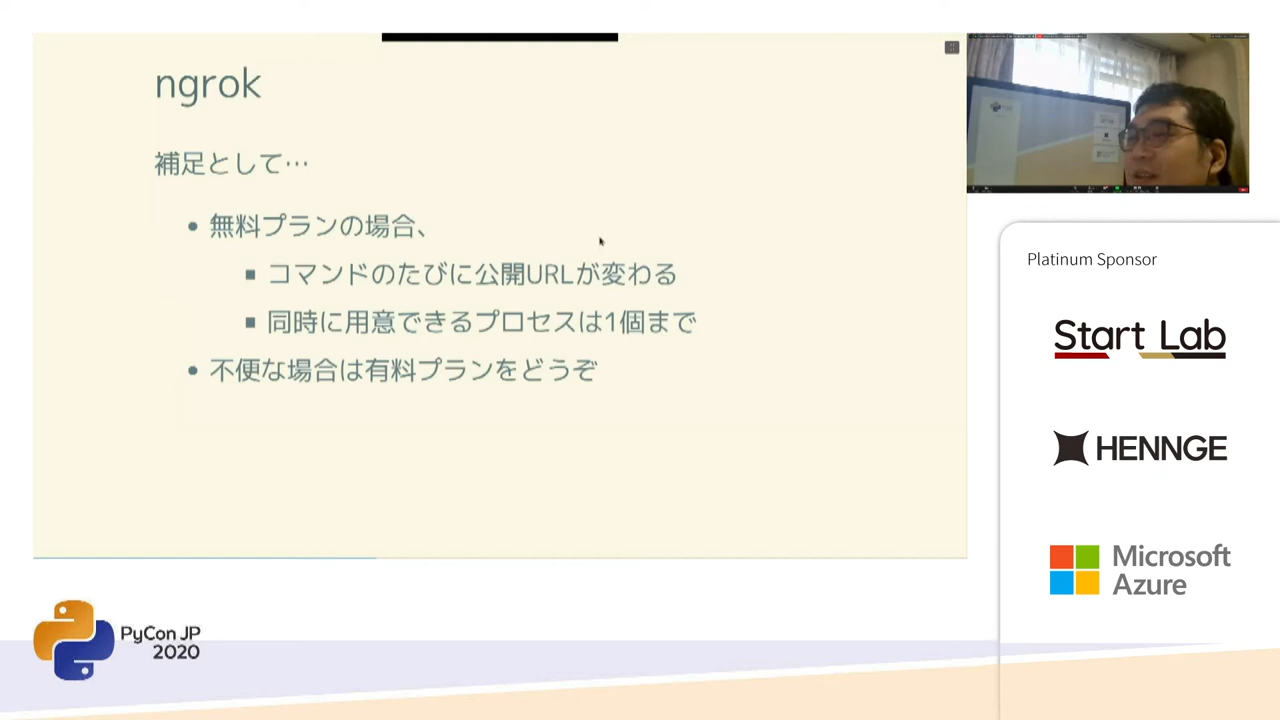 ngrok
補足として…
無料プランの場合、
コマンドのたびに公開URLが変わる
同時に用意できるプロセスは1個まで
不便な場合は有料プランをどうぞ
Platinum Sponsor
Start Lab
HENNGE
Microsoft
Azure
PyCon JP
2020